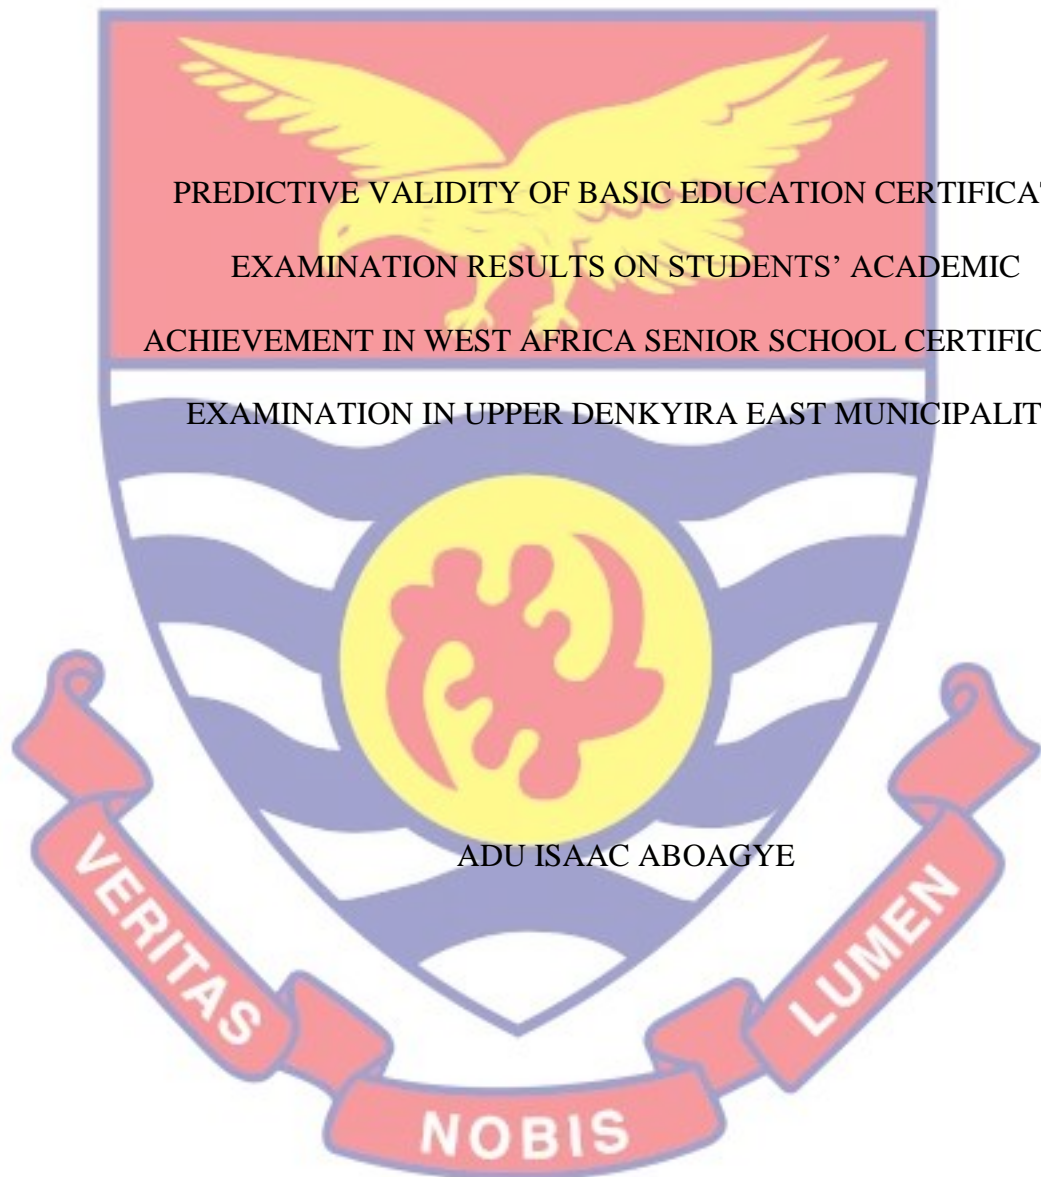 PREDICTIVE VALIDITY OF BASIC EDUCATION CERTIFICAT
EXAMINATION RESULTS ON STUDENTS’ ACADEMIC
ACHIEVEMENT IN WEST AFRICA SENIOR SCHOOL CERTIFIC
EXAMINATION IN UPPER DENKYIRA EAST MUNICIPALIT
ADU ISAAC ABOAGYE
VERITAS
NOBIS
LUMEN